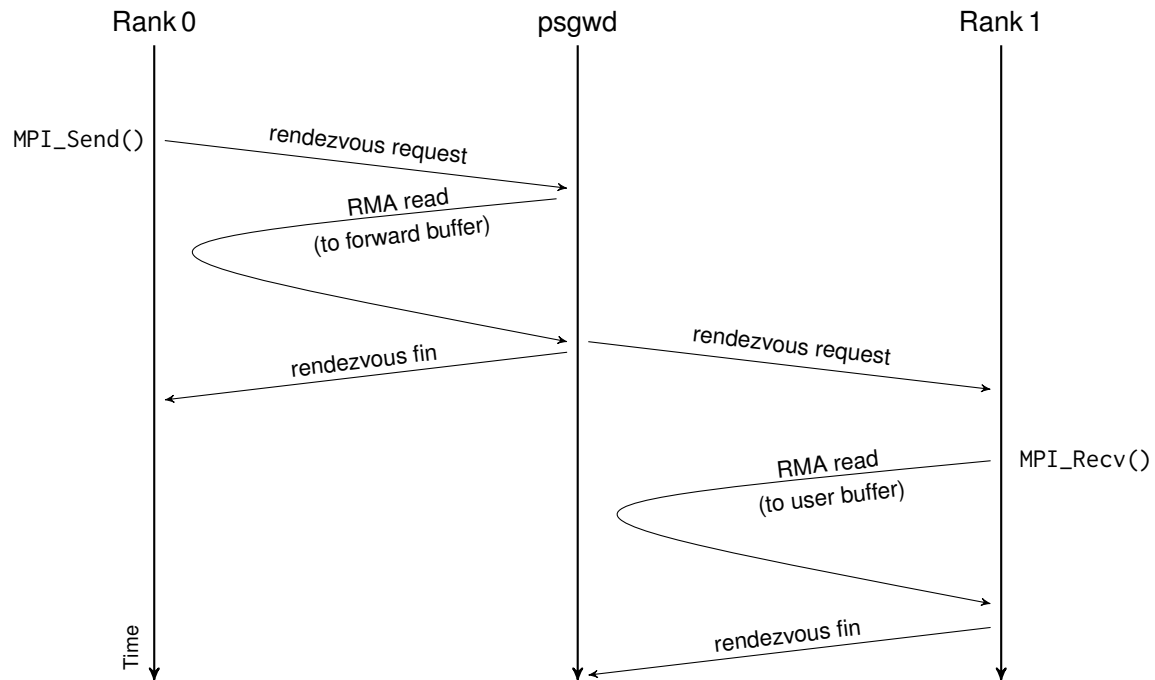 Rank 0
psgwd
Rank 1
MPI_Send()
rendezvous request
RMA read
(to forward buffer)
rendezvous request
rendezvous fin
RMA read
(to user buffer)
MPI_Recv()
rendezvous fin
Time